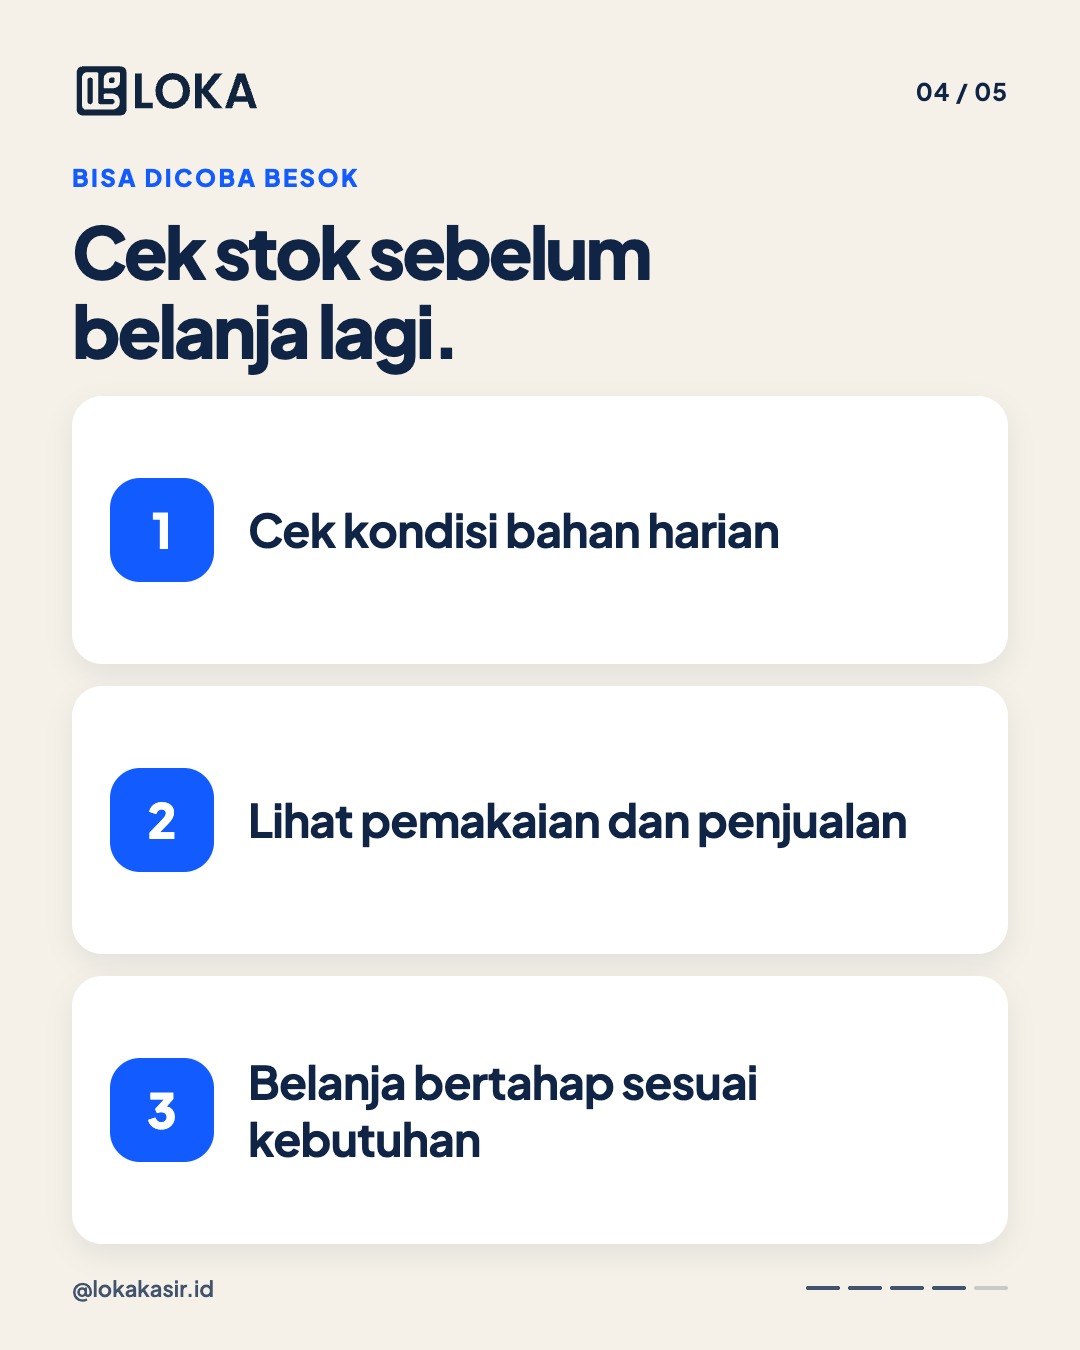 LOKA
04 / 05
BISA DICOBA BESOK
Cek stok sebelum
belanja lagi.
1
Cek kondisi bahan harian
2
Lihat pemakaian dan penjualan
3
Belanja bertahap sesuai
kebutuhan
@lokakasir.id